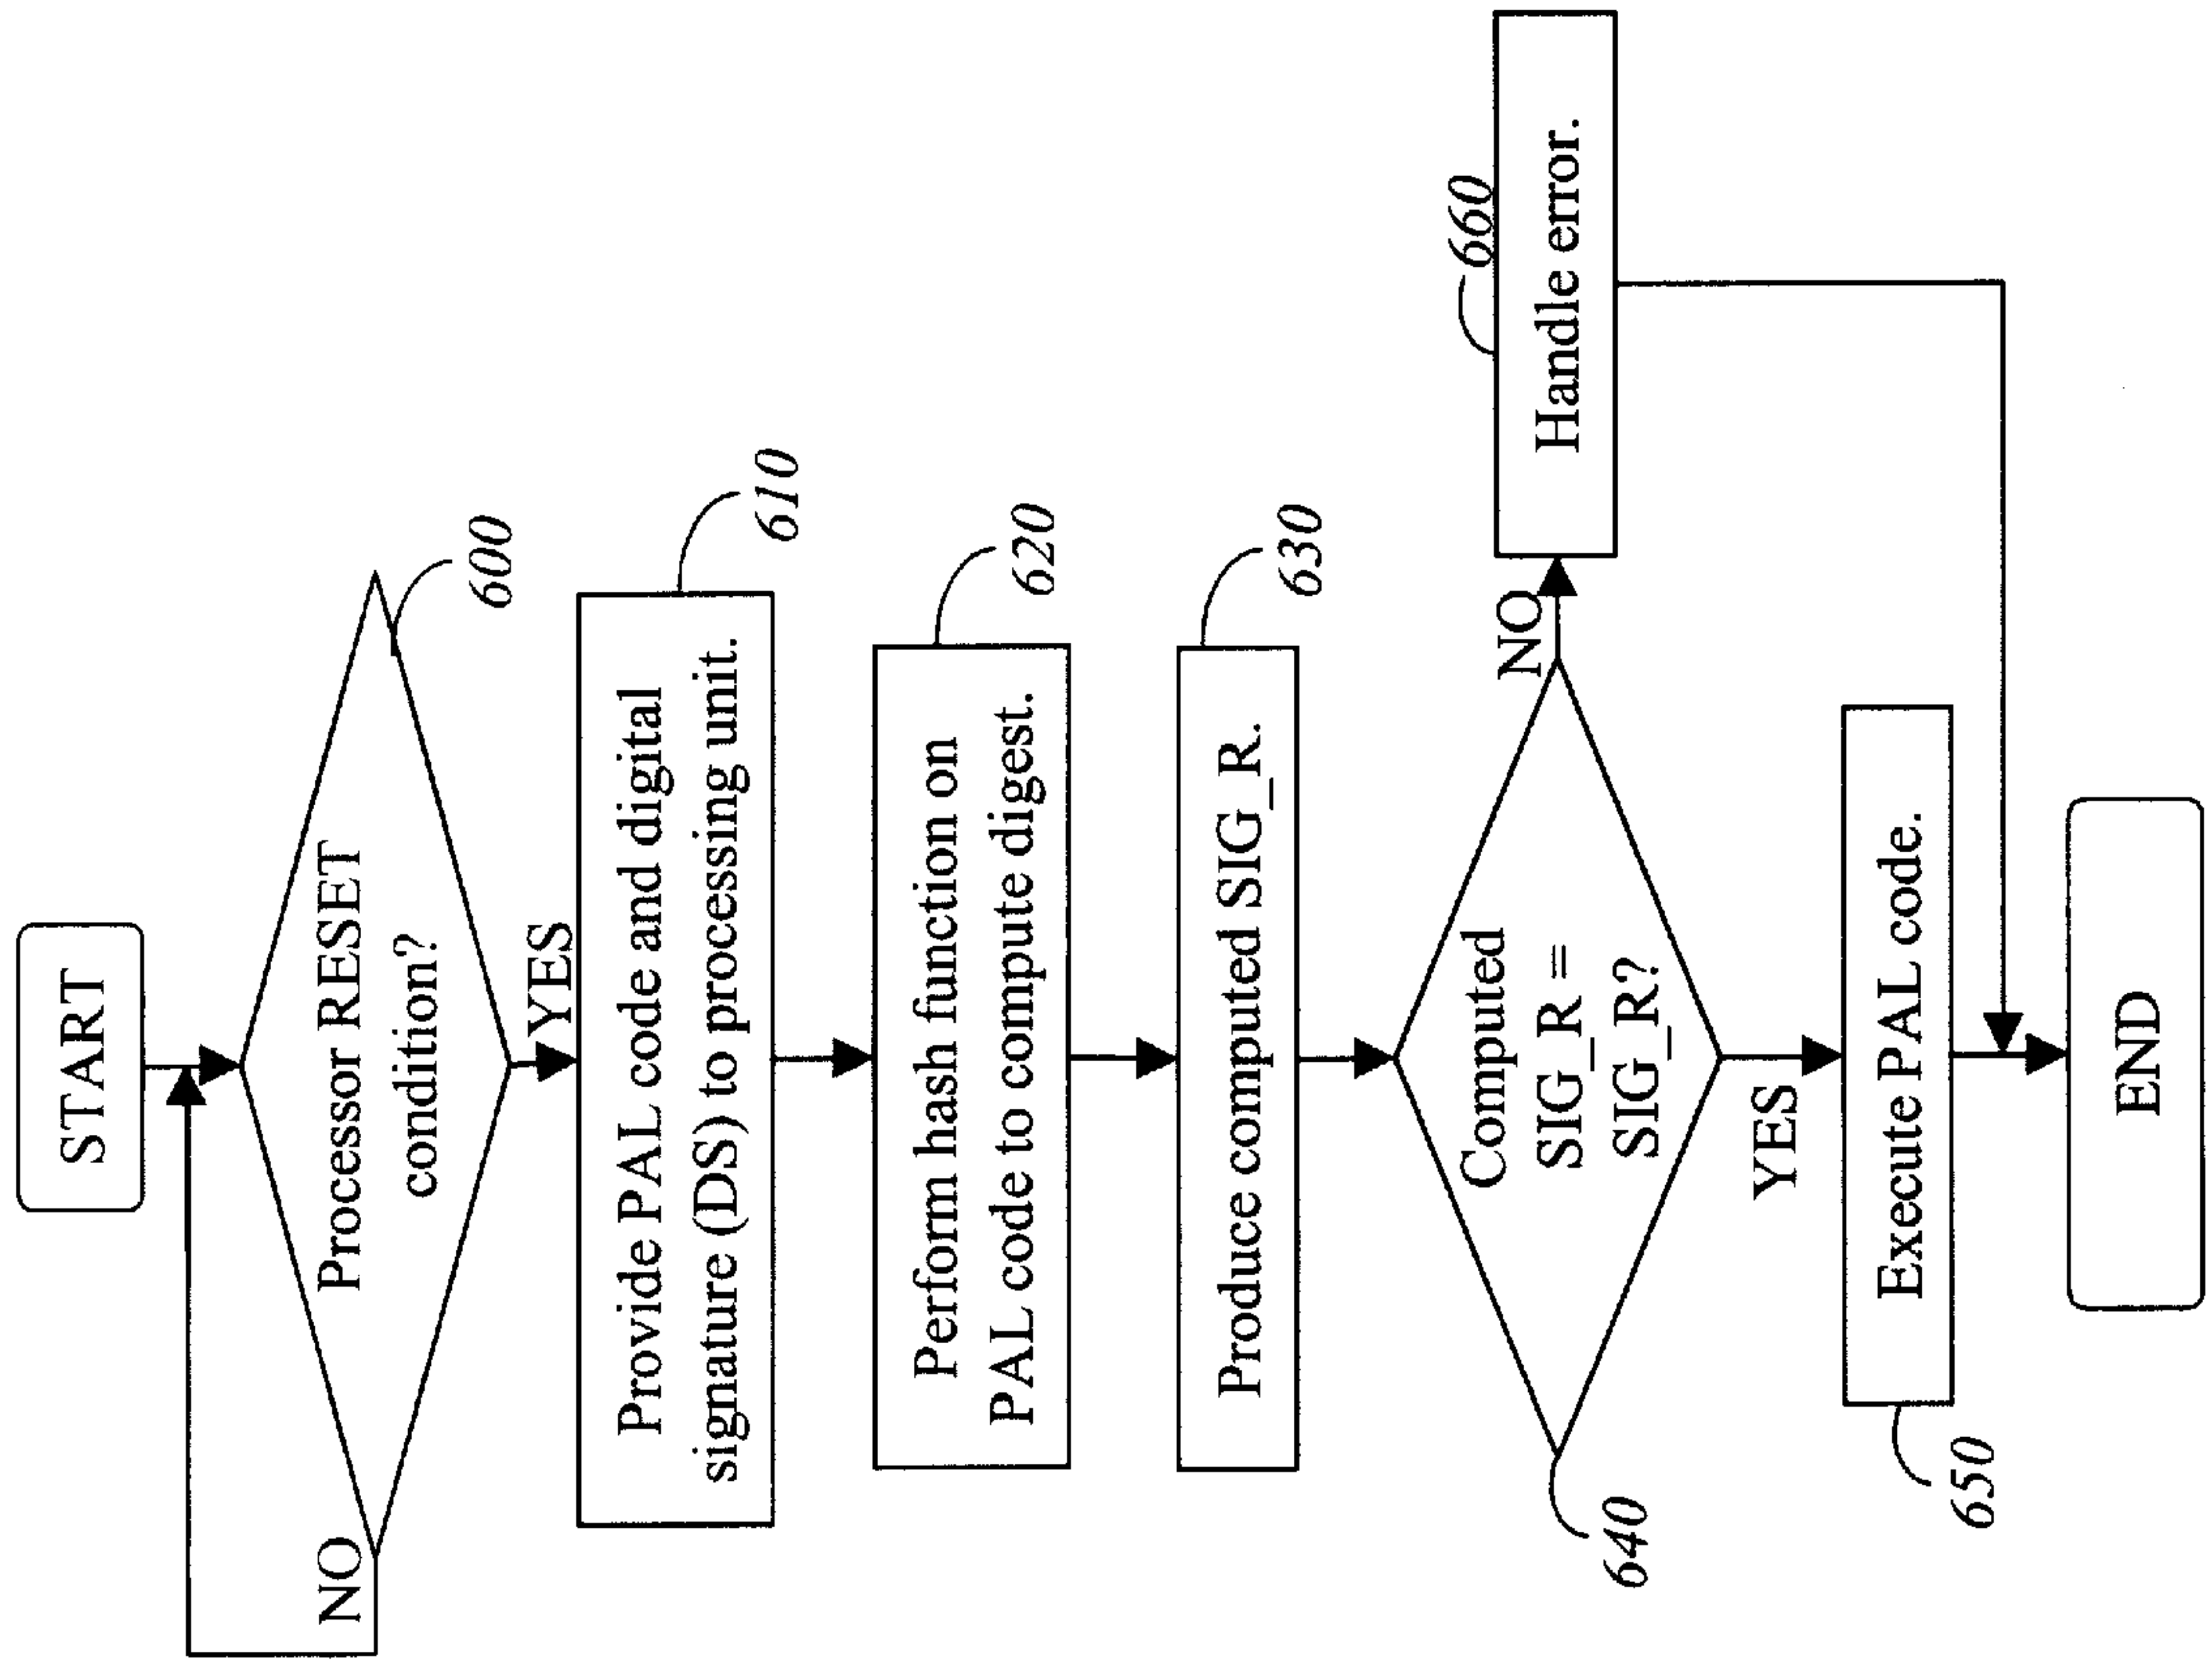 START
Processor RESET
condition?
600
NO
YES
Provide PAL code and digital
signature (DS) to processing unit.
610
Perform hash function on
PAL code to compute digest.
620
Produce computed SIG_R.
630
Computed
SIG_R =
SIG_R?
640
NO
Handle error.
660
YES
Execute PAL code.
650
END